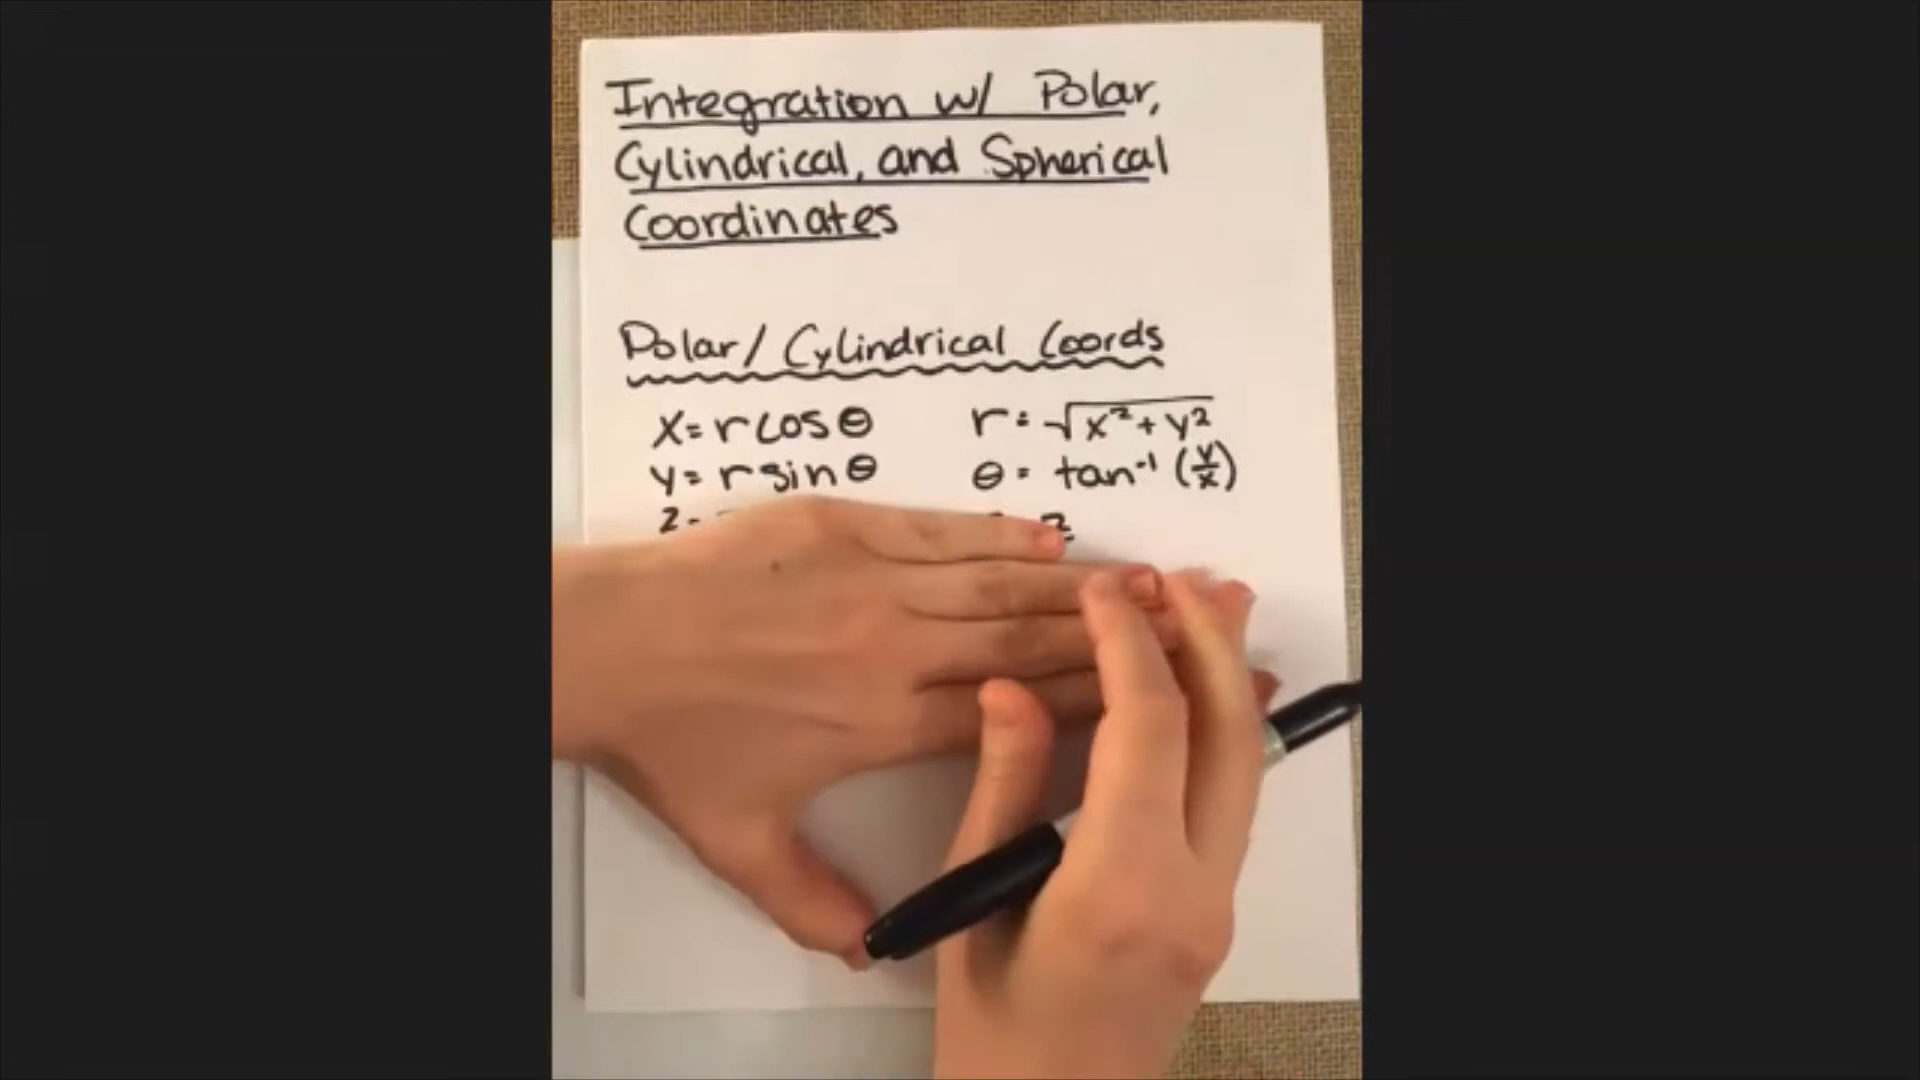 Integration w/ Polar,
Cylindrical, and Spherical
Coordinates
Polar/Cylindrical Coords
x = r cos θ
y = r sin θ
r = √x² + y²
θ = tan⁻¹ (y/x)